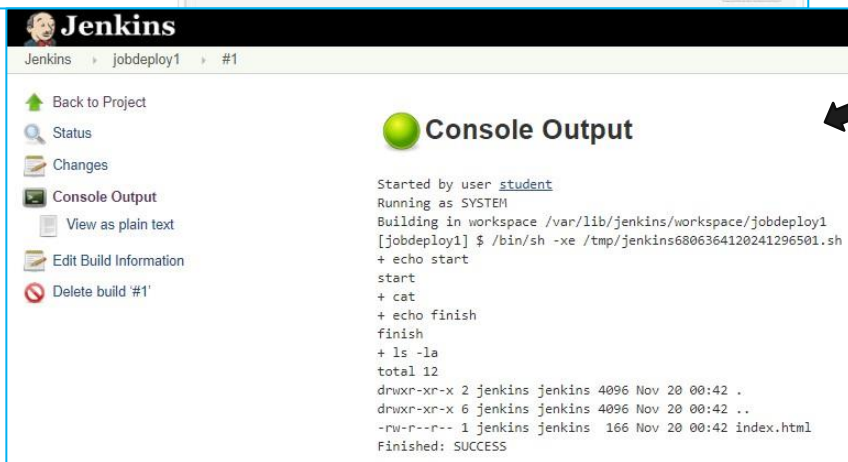 Jenkins
Jenkins jobdeploy1 #1
Back to Project
Status
Changes
Console Output
View as plain text
Edit Build Information
Delete build '#1'
Console Output
Started by user student
Running as SYSTEM
Building in workspace /var/lib/jenkins/workspace/jobdeploy1
[jobdeploy1] $ /bin/sh -xe /tmp/jenkins6806364120241296501.sh
+ echo start
start
+ cat
+ echo finish
finish
+ ls -la
total 12
drwxr-xr-x 2 jenkins jenkins 4096 Nov 20 00:42 .
drwxr-xr-x 6 jenkins jenkins 4096 Nov 20 00:42 ..
-rw-r--r-- 1 jenkins jenkins  166 Nov 20 00:42 index.html
Finished: SUCCESS